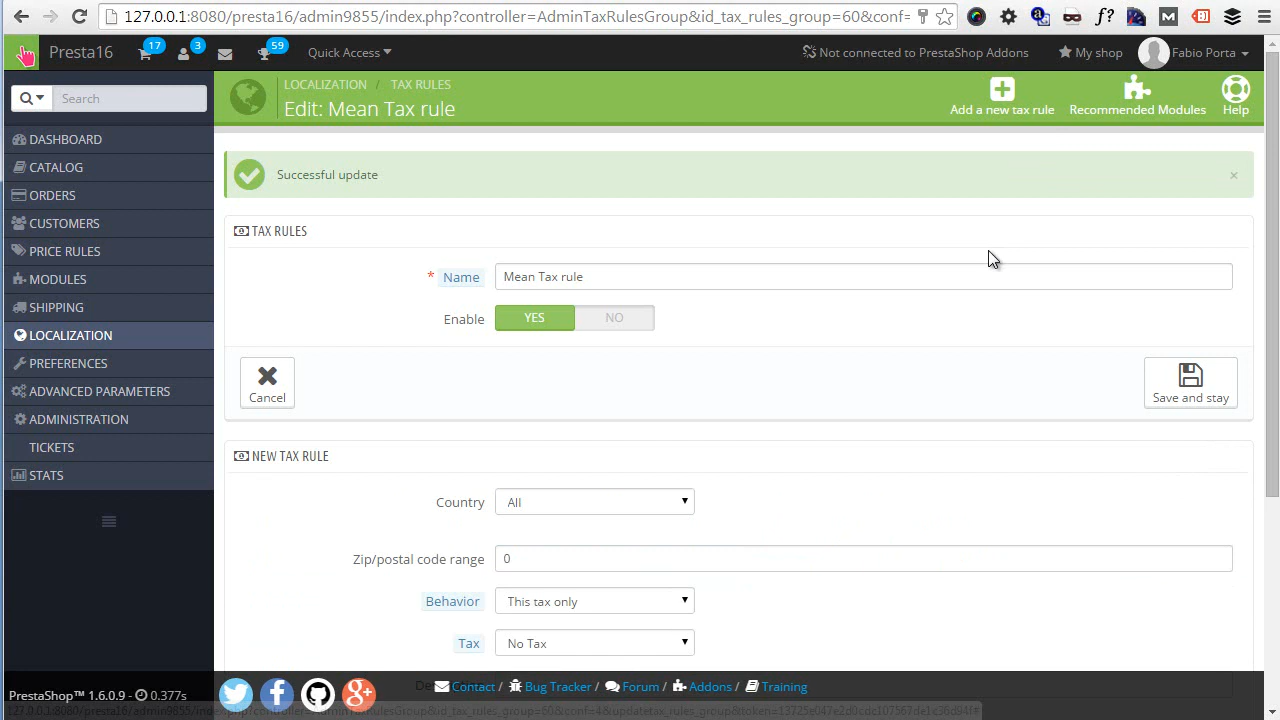 127.0.0.1:8080/presta16/admin9855/index.php?controller=AdminTaxRulesGroup&id_tax_rules_group=60&conf=
Presta16 17 3 59 Quick Access Not connected to PrestaShop Addons My shop Fabio Porta
Search
LOCALIZATION / TAX RULES
Edit: Mean Tax rule
Add a new tax rule Recommended Modules Help
DASHBOARD
CATALOG
ORDERS
CUSTOMERS
PRICE RULES
MODULES
SHIPPING
LOCALIZATION
PREFERENCES
ADVANCED PARAMETERS
ADMINISTRATION
TICKETS
STATS
Successful update ×
TAX RULES
* Name Mean Tax rule
Enable YES NO
Cancel Save and stay
NEW TAX RULE
Country All
Zip/postal code range 0
Behavior This tax only
Tax No Tax
PrestaShop™ 1.6.0.9 - 0.377s
Contact / Bug Tracker / Forum / Addons / Training